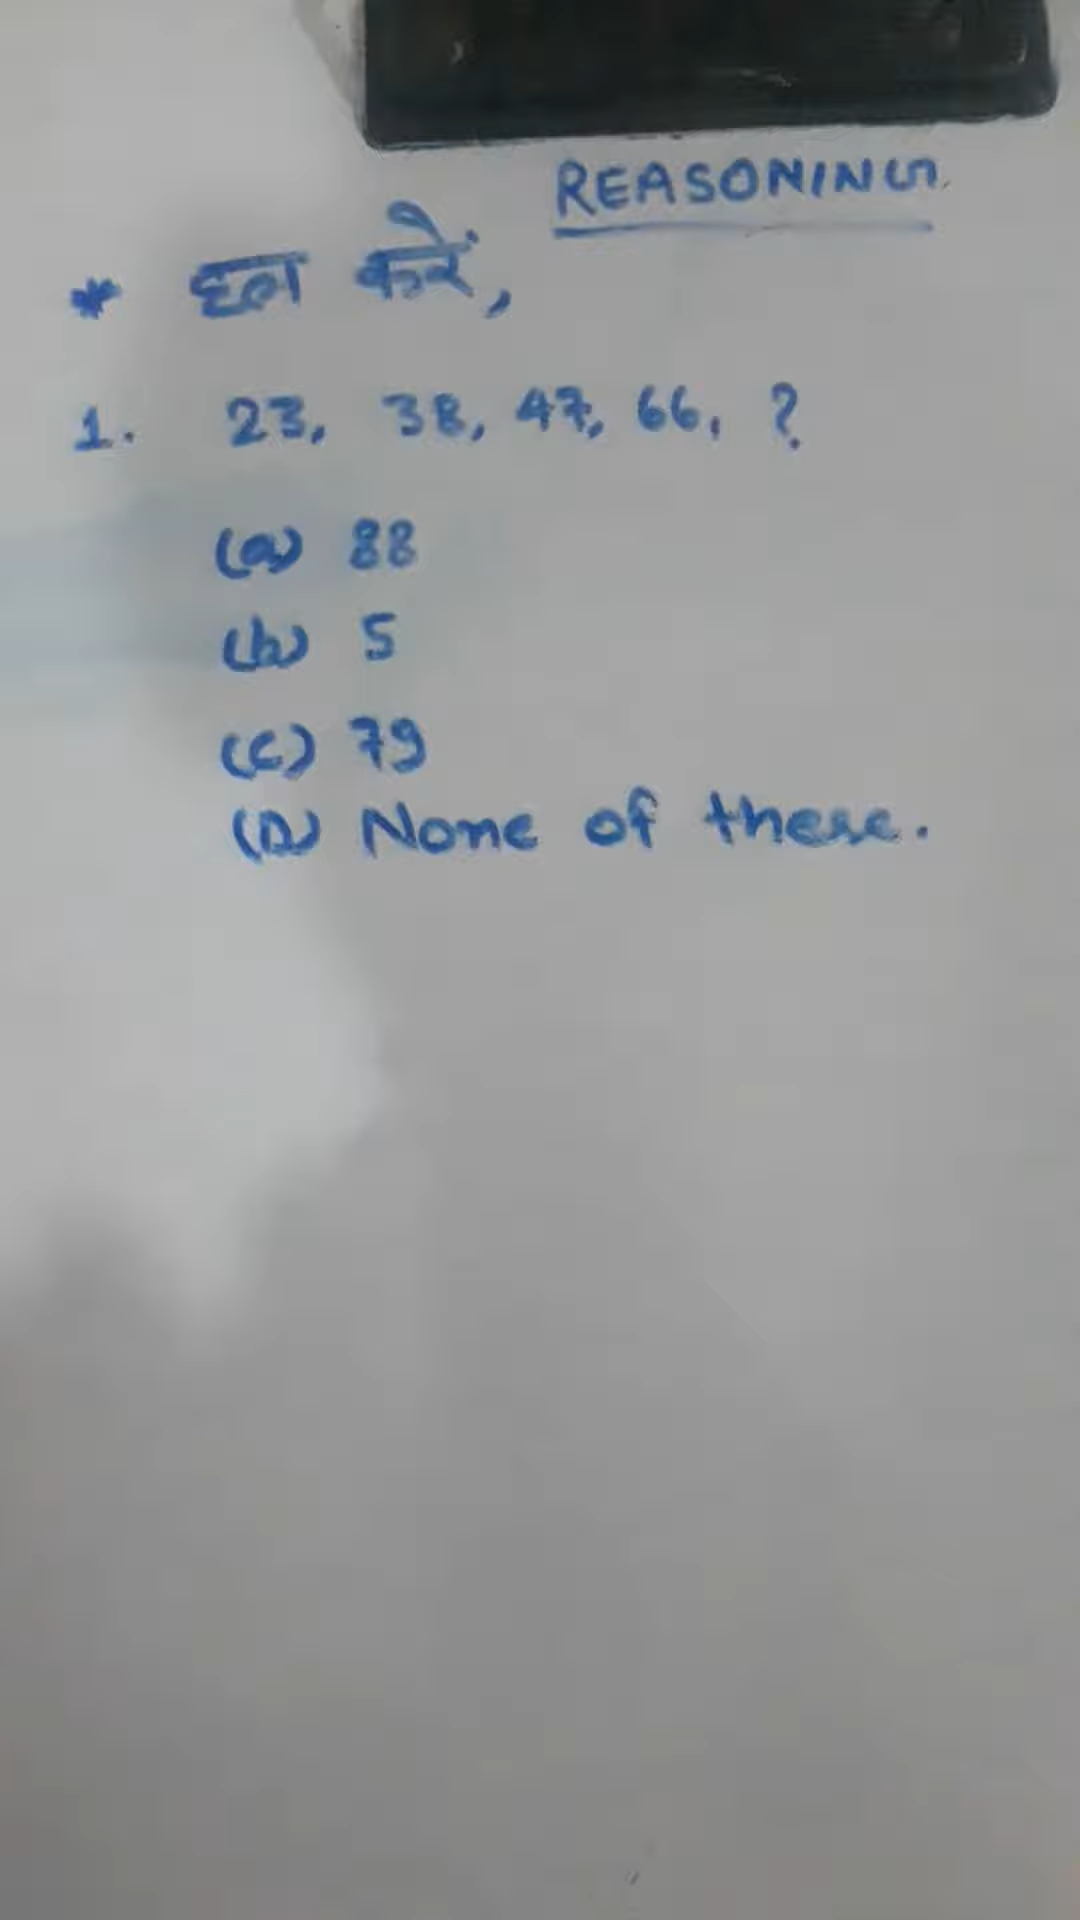 REASONING.
* हल करें,
1. 23, 38, 47, 66, ?
(a) 88
(b) 5
(c) 79
(D) None of these.